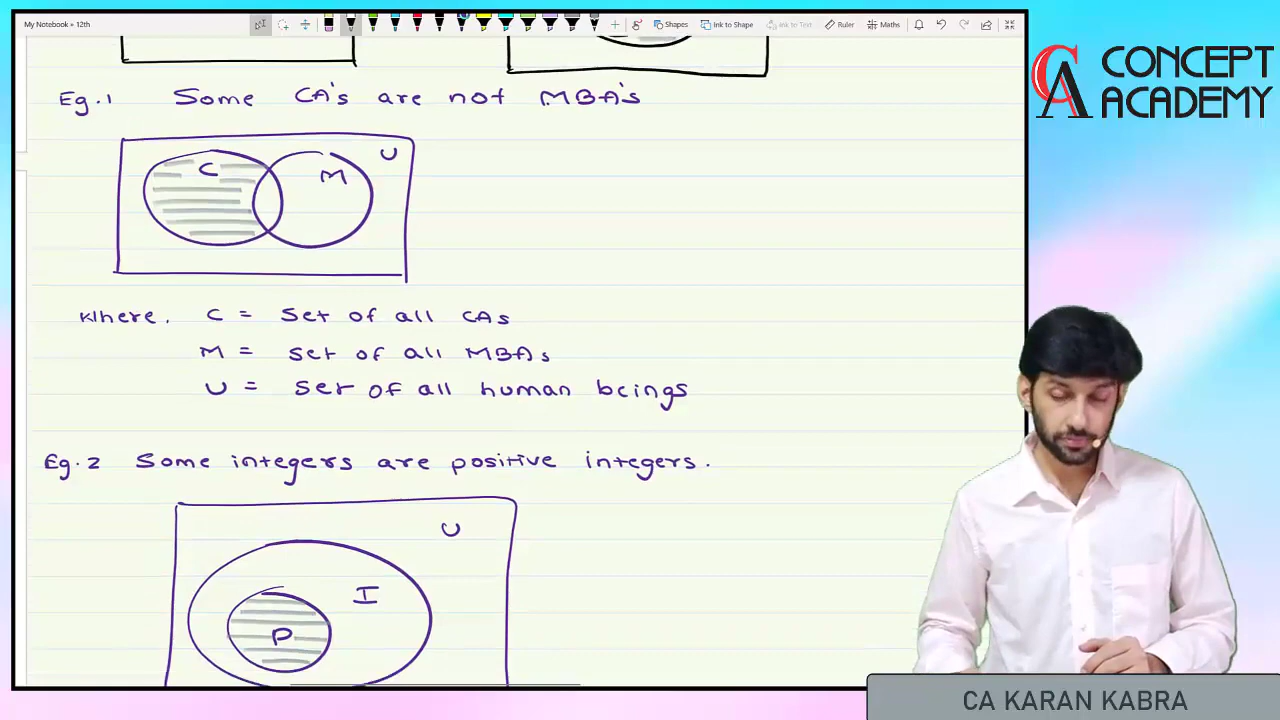 My Notebook » 12th
Shapes
Ink to Shape
Ink to Text
Ruler
Maths
CONCEPT
ACADEMY
CA
Eg.1 Some CA's are not MBA's
U
C
M
Where, C = Set of all CAs
M = Set of all MBAs
U = Set of all human beings
Eg.2 Some integers are positive integers.
U
I
P
CA KARAN KABRA